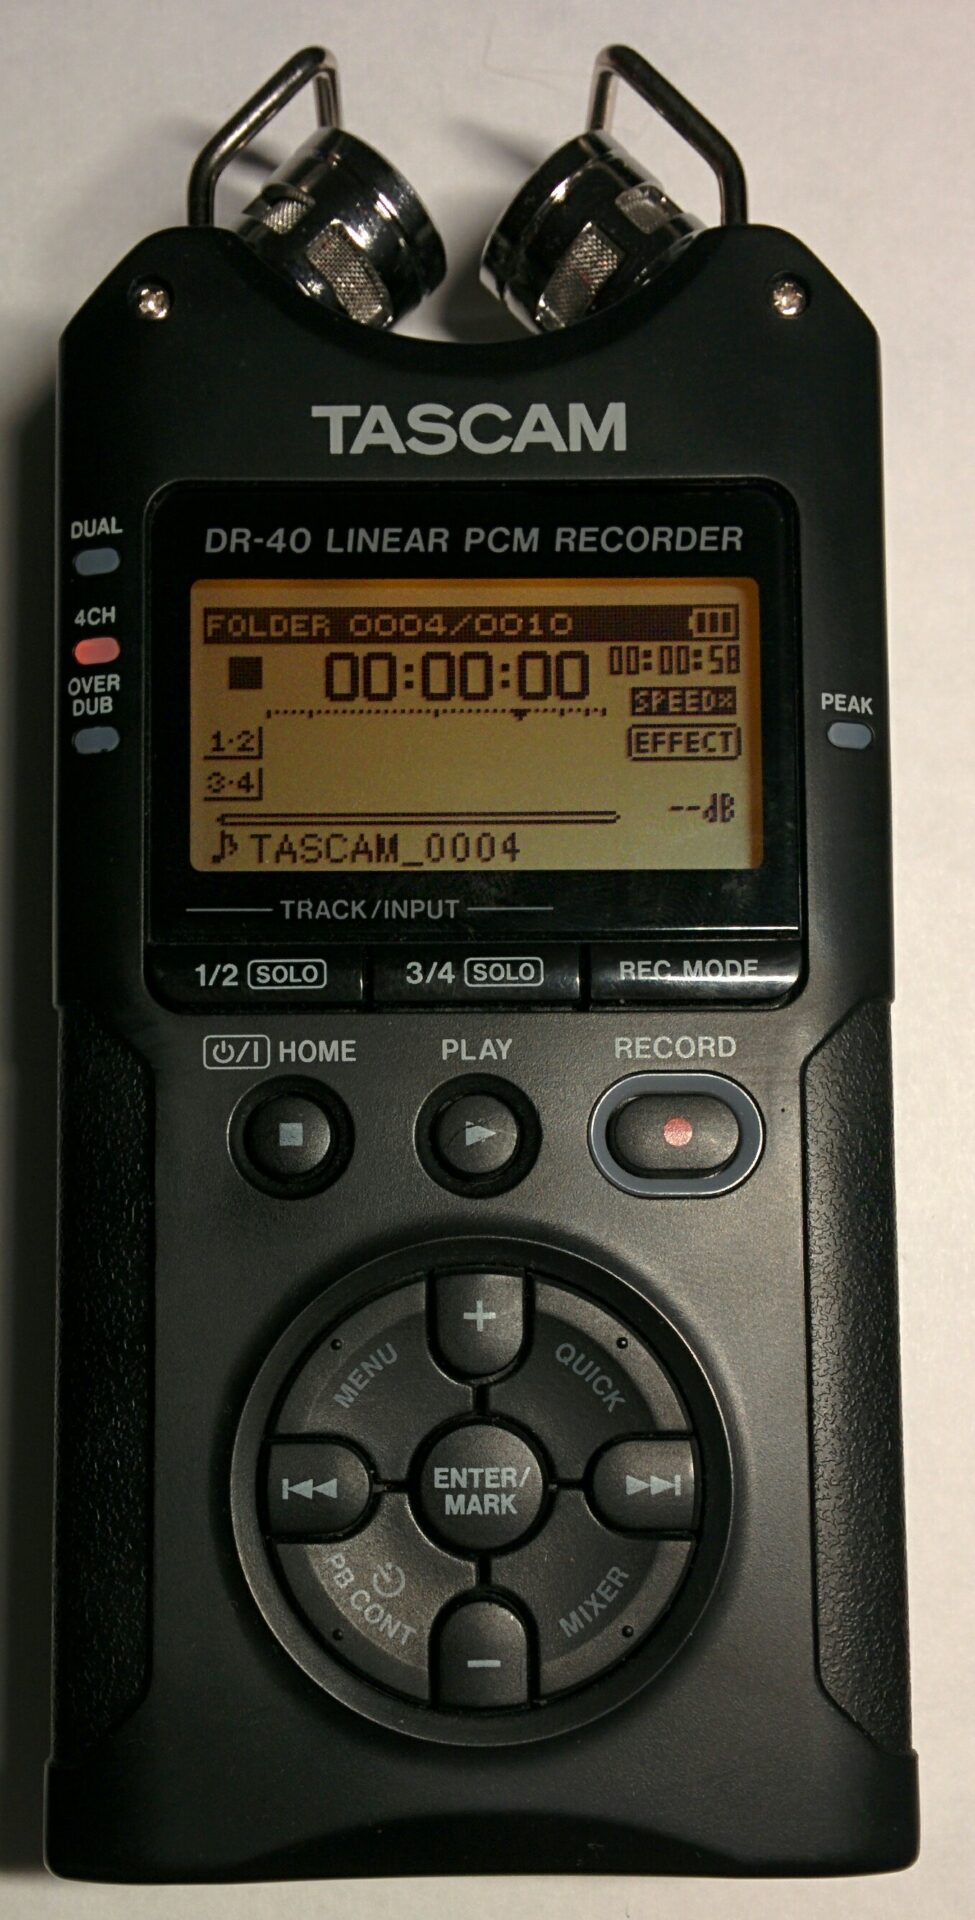 TASCAM
DR-40 LINEAR PCM RECORDER
DUAL
4CH
OVER
DUB
PEAK
FOLDER 0004/0010
00:00:00
00:00:58
SPEED×
1·2
EFFECT
3·4
--dB
TASCAM_0004
TRACK/INPUT
1/2 SOLO
3/4 SOLO
REC MODE
HOME
PLAY
RECORD
+
MENU
QUICK
ENTER/
MARK
PB CONT
MIXER
−